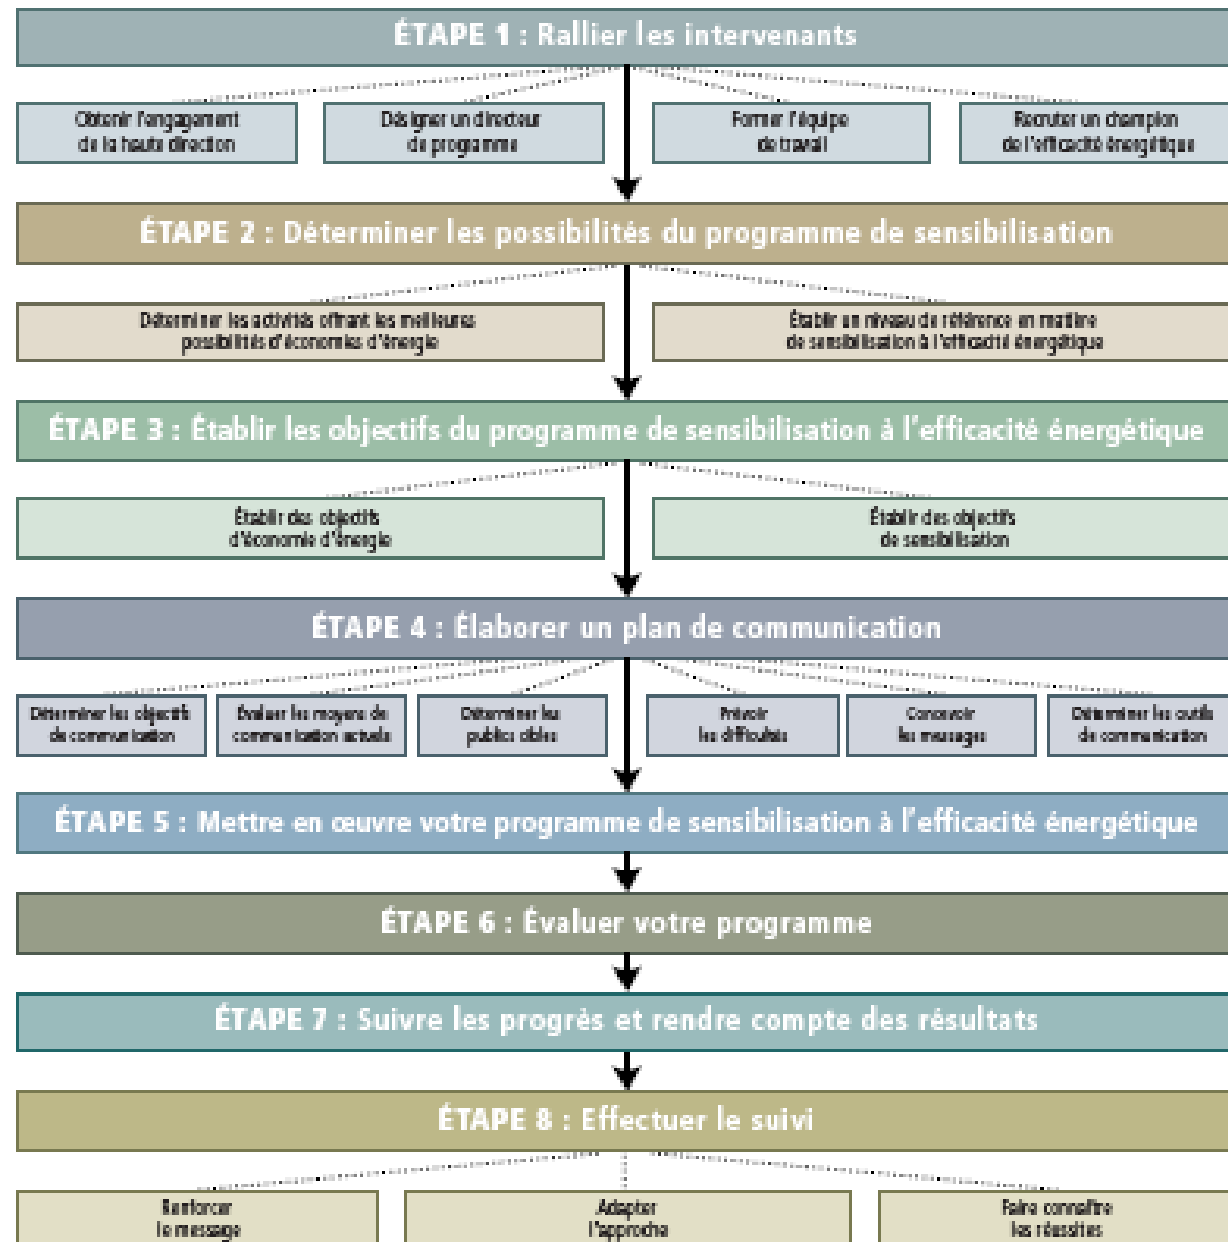 ÉTAPE 1 : Rallier les intervenants
Obtenir l'engagement
de la haute direction
Désigner un directeur
de programme
Former l'équipe
de travail
Recruter un champion
de l'efficacité énergétique
ÉTAPE 2 : Déterminer les possibilités du programme de sensibilisation
Déterminer les activités offrant les meilleures
possibilités d'économies d'énergie
Établir un niveau de référence en matière
de sensibilisation à l'efficacité énergétique
ÉTAPE 3 : Établir les objectifs du programme de sensibilisation à l'efficacité énergétique
Établir des objectifs
d'économie d'énergie
Établir des objectifs
de sensibilisation
ÉTAPE 4 : Élaborer un plan de communication
Déterminer les objectifs
de communication
Évaluer les moyens de
communication actuels
Déterminer les
publics cibles
Prévoir
les difficultés
Concevoir
les messages
Déterminer les outils
de communication
ÉTAPE 5 : Mettre en œuvre votre programme de sensibilisation à l'efficacité énergétique
ÉTAPE 6 : Évaluer votre programme
ÉTAPE 7 : Suivre les progrès et rendre compte des résultats
ÉTAPE 8 : Effectuer le suivi
Renforcer
le message
Adapter
l'approche
Faire connaître
les réussites